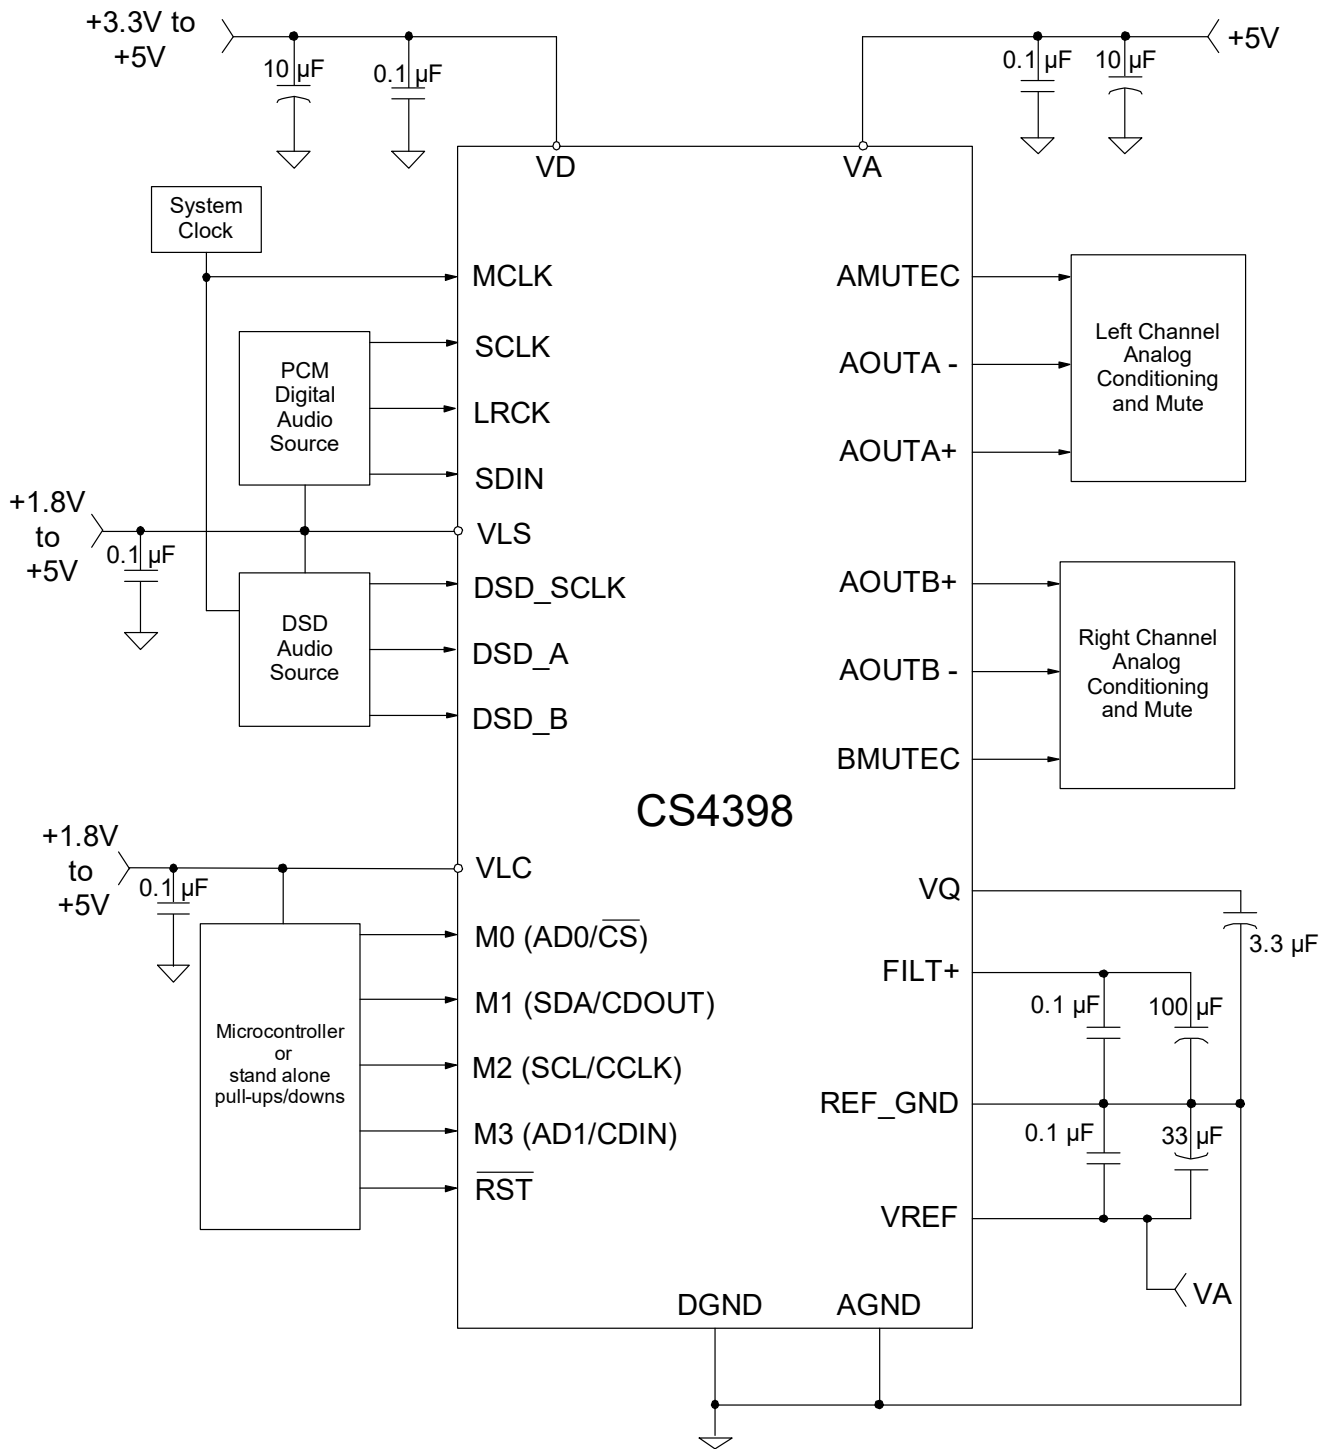 +3.3V to
+5V
10 µF
0.1 µF
+5V
0.1 µF
10 µF
VD
VA
System
Clock
MCLK
SCLK
LRCK
SDIN
PCM
Digital
Audio
Source
+1.8V
to
+5V
0.1 µF
VLS
DSD_SCLK
DSD_A
DSD_B
DSD
Audio
Source
AMUTEC
AOUTA -
AOUTA+
Left Channel
Analog
Conditioning
and Mute
AOUTB+
AOUTB -
BMUTEC
Right Channel
Analog
Conditioning
and Mute
CS4398
+1.8V
to
+5V
0.1 µF
VLC
M0 (AD0/C̅S̅)
M1 (SDA/CDOUT)
M2 (SCL/CCLK)
M3 (AD1/CDIN)
R̅S̅T̅
Microcontroller
or
stand alone
pull-ups/downs
VQ
3.3 µF
FILT+
0.1 µF
100 µF
REF_GND
0.1 µF
33 µF
VREF
VA
DGND
AGND